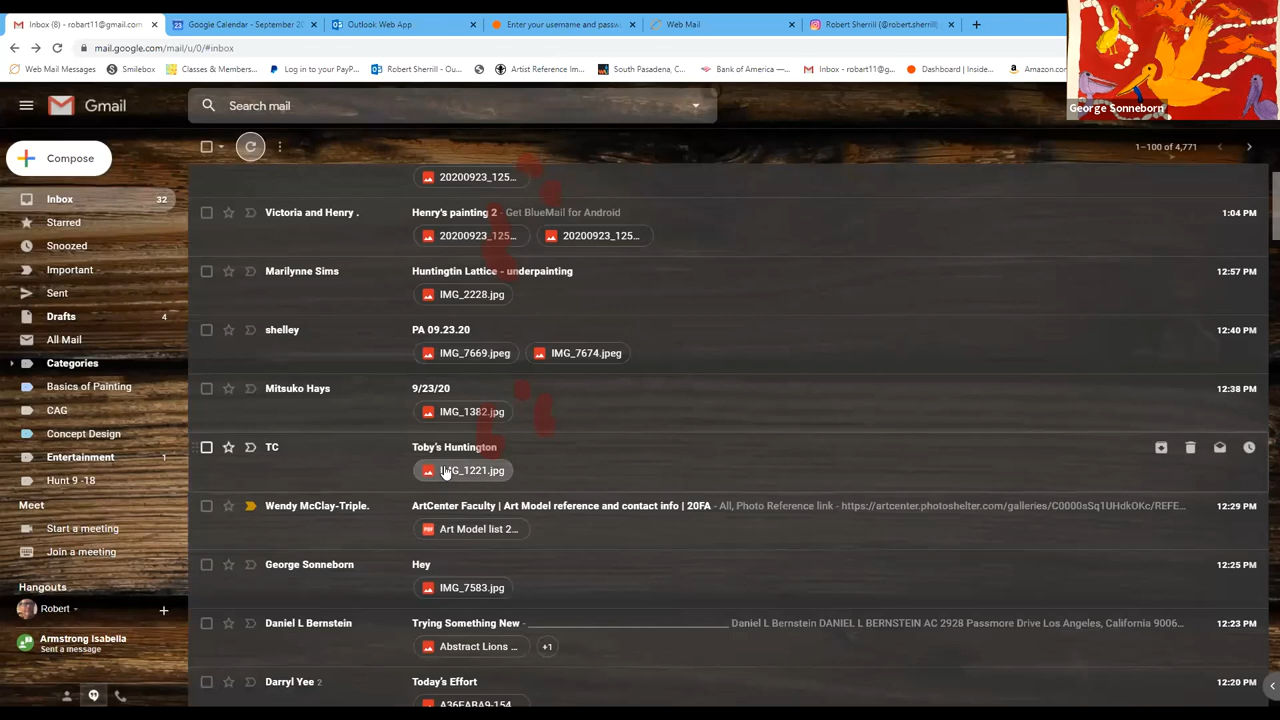 Inbox (8) - robart11@gmail.com
Google Calendar - September 20
Outlook Web App
Enter your username and passw
Web Mail
Robert Sherrill (@robert.sherrill
mail.google.com/mail/u/0/#inbox
Web Mail Messages
Smilebox
Classes & Members...
Log in to your PayP...
Robert Sherrill - Ou...
Artist Reference Im...
South Pasadena, C...
Bank of America —...
Inbox - robart11@g...
Dashboard | Inside...
Amazon.com
George Sonneborn
Gmail
Search mail
1–100 of 4,771
Compose
Inbox 32
Starred
Snoozed
Important
Sent
Drafts 4
All Mail
Categories
Basics of Painting
CAG
Concept Design
Entertainment 1
Hunt 9 -18
Meet
Start a meeting
Join a meeting
Hangouts
Robert
Armstrong Isabella
Sent a message
20200923_125...
Victoria and Henry . Henry's painting 2 - Get BlueMail for Android 1:04 PM
20200923_125... 20200923_125...
Marilynne Sims Huntingtin Lattice - underpainting 12:57 PM
IMG_2228.jpg
shelley PA 09.23.20 12:40 PM
IMG_7669.jpeg IMG_7674.jpeg
Mitsuko Hays 9/23/20 12:38 PM
IMG_1382.jpg
TC Toby's Huntington
IMG_1221.jpg
Wendy McClay-Triple. ArtCenter Faculty | Art Model reference and contact info | 20FA - All, Photo Reference link - https://artcenter.photoshelter.com/galleries/C0000sSq1UHdkOKc/REFE... 12:29 PM
PDF Art Model list 2...
George Sonneborn Hey 12:25 PM
IMG_7583.jpg
Daniel L Bernstein Trying Something New - ________________________________ Daniel L Bernstein DANIEL L BERNSTEIN AC 2928 Passmore Drive Los Angeles, California 9006... 12:23 PM
Abstract Lions ... +1
Darryl Yee 2 Today's Effort 12:20 PM